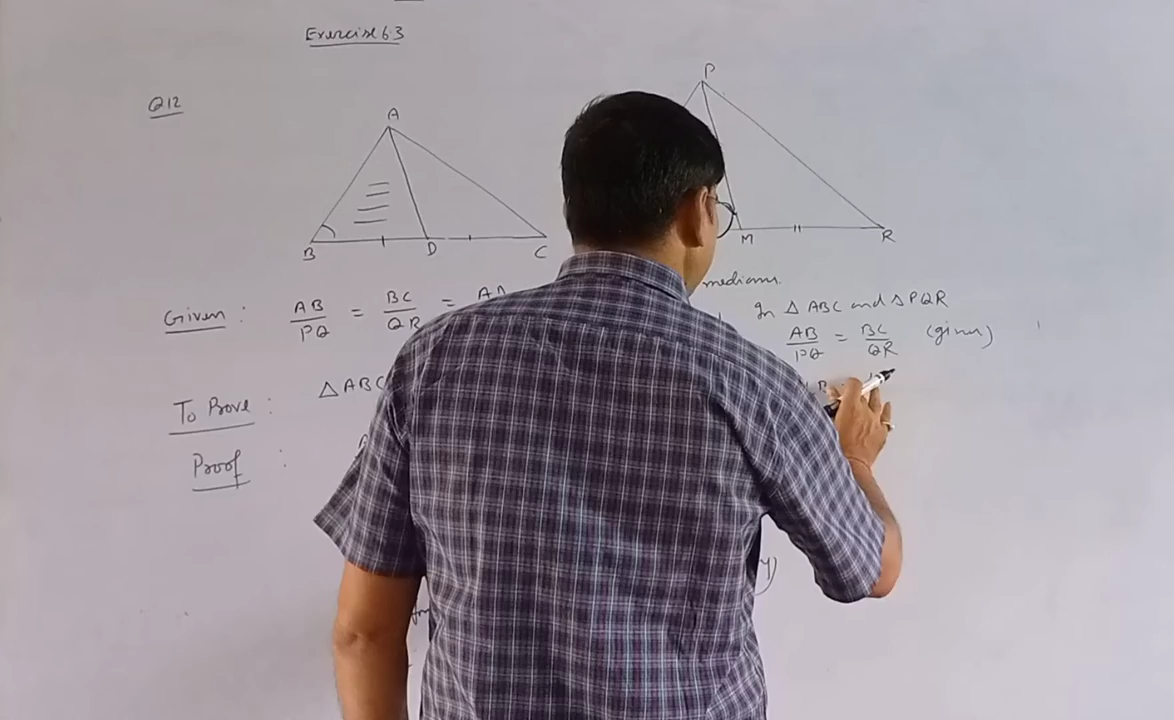 Exercise 6.3
Q12
A
B
D
C
P
M
R
Given : AB/PQ = BC/QR = AD
medians.
To Prove : △ABC
Proof :
In △ABC and △PQR
AB/PQ = BC/QR (given)